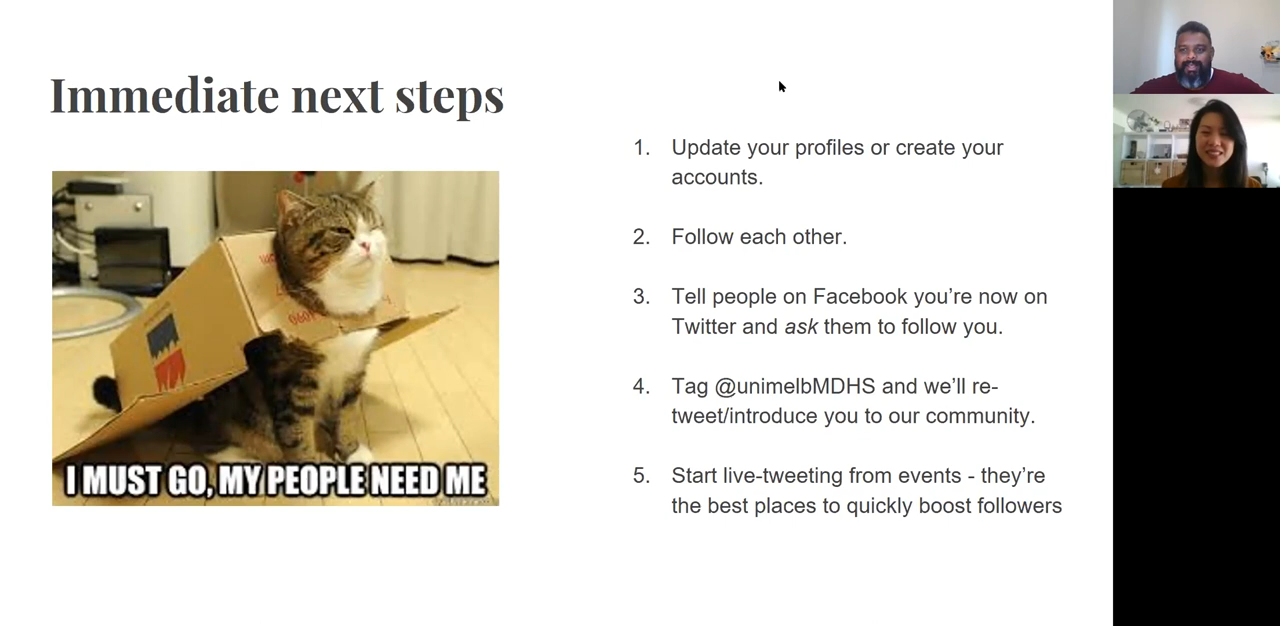 Immediate next steps
I MUST GO, MY PEOPLE NEED ME
1. Update your profiles or create your
accounts.
2. Follow each other.
3. Tell people on Facebook you're now on
Twitter and ask them to follow you.
4. Tag @unimelbMDHS and we'll re-
tweet/introduce you to our community.
5. Start live-tweeting from events - they're
the best places to quickly boost followers